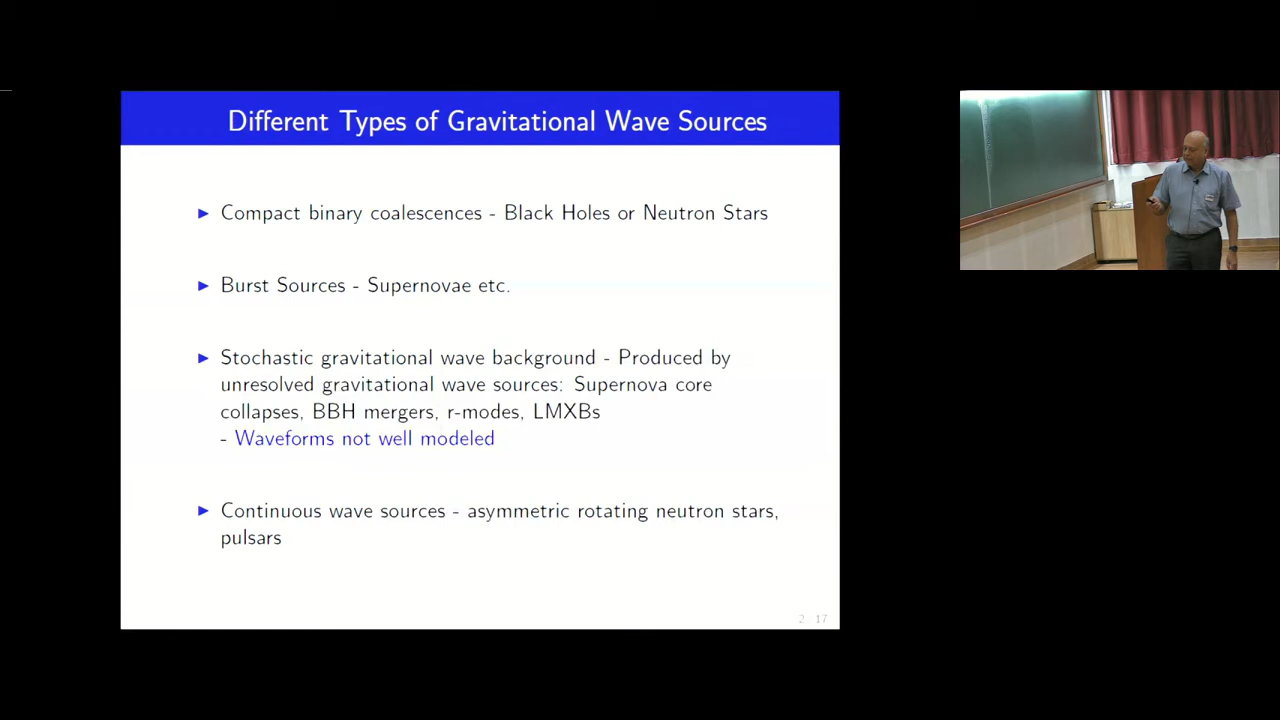 Different Types of Gravitational Wave Sources
▶ Compact binary coalescences - Black Holes or Neutron Stars
▶ Burst Sources - Supernovae etc.
▶ Stochastic gravitational wave background - Produced by
unresolved gravitational wave sources: Supernova core
collapses, BBH mergers, r-modes, LMXBs
- Waveforms not well modeled
▶ Continuous wave sources - asymmetric rotating neutron stars,
pulsars
2 17